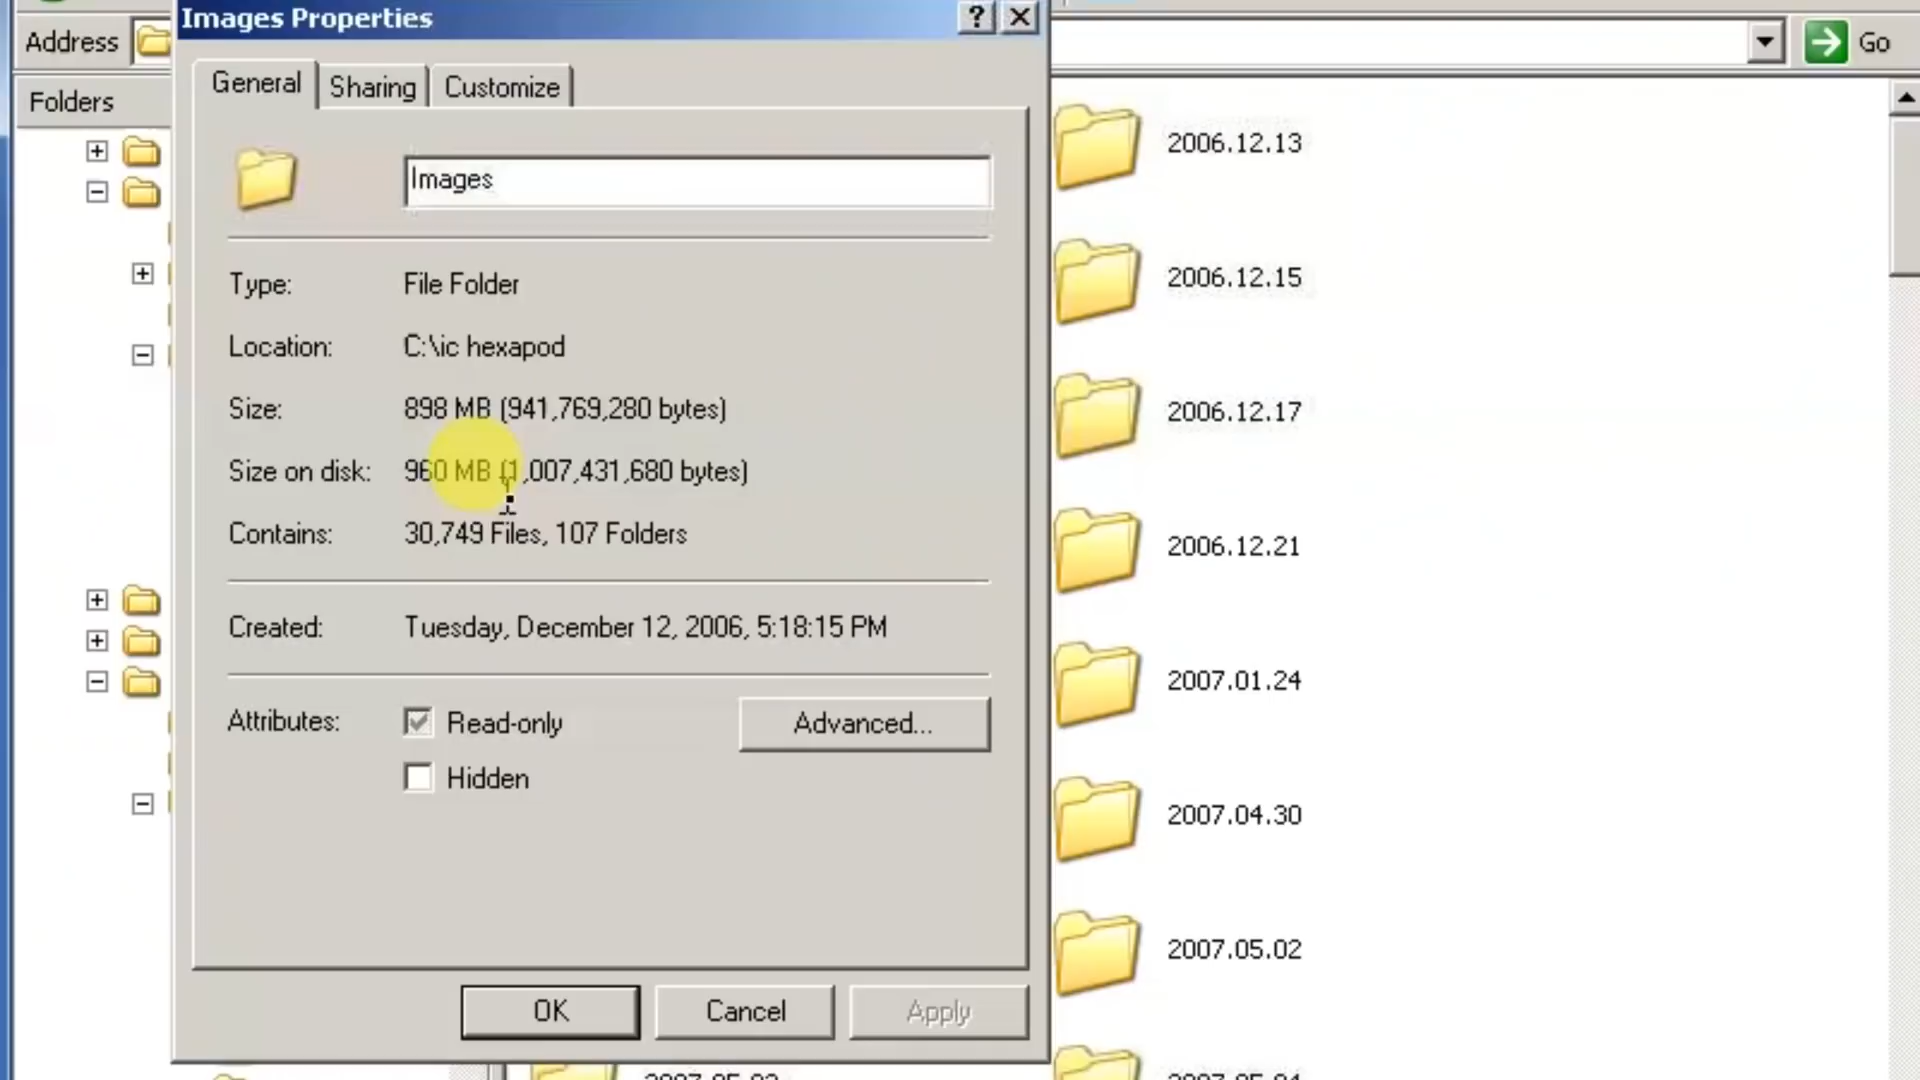 Images Properties
Address
Go
Folders
General
Sharing
Customize
Images
Type: File Folder
Location: C:\ic hexapod
Size: 898 MB (941,769,280 bytes)
Size on disk: 960 MB (1,007,431,680 bytes)
Contains: 30,749 Files, 107 Folders
Created: Tuesday, December 12, 2006, 5:18:15 PM
Attributes: Read-only
Advanced...
Hidden
OK
Cancel
Apply
2006.12.13
2006.12.15
2006.12.17
2006.12.21
2007.01.24
2007.04.30
2007.05.02